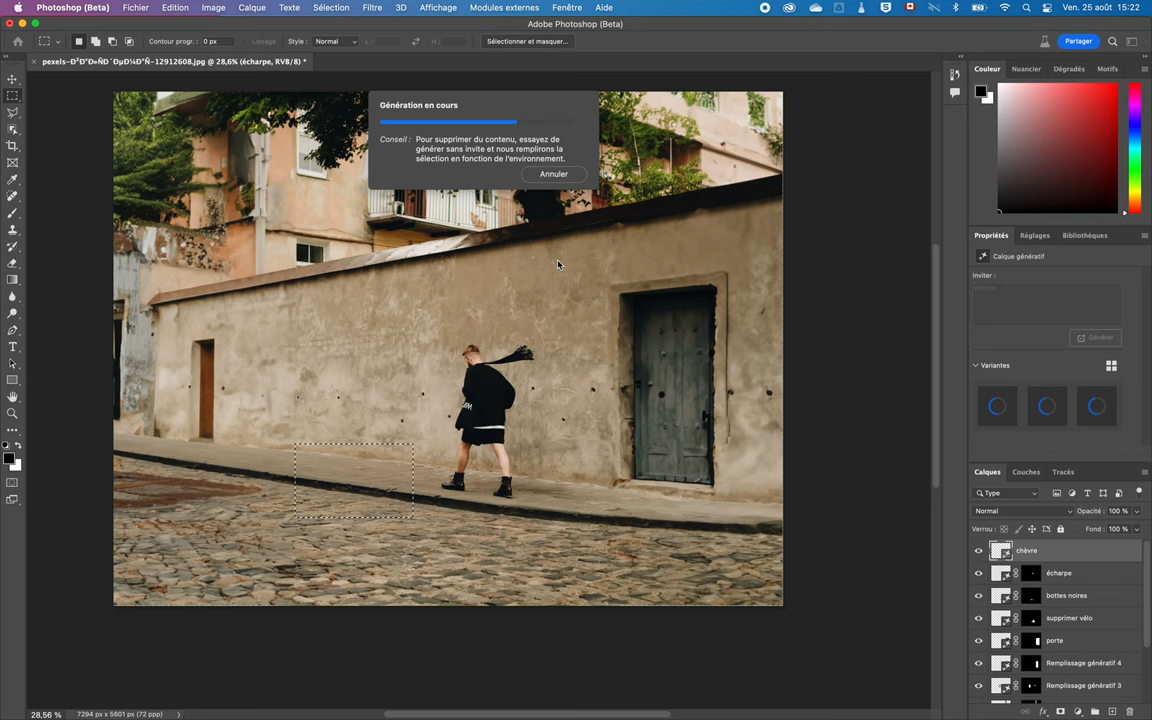 Photoshop (Beta) Fichier Edition Image Calque Texte Sélection Filtre 3D Affichage Modules externes Fenêtre Aide Ven. 25 août 15:22
Adobe Photoshop (Beta)
Contour progr. : 0 px Lissage Style : Normal L. : H. : Sélectionner et masquer... Partager
pexels-Ð²Ð°Ð»ÑÐ´ÐµÐ¼Ð°Ñ-12912608.jpg @ 28,6% (écharpe, RVB/8) *
Couleur Nuancier Dégradés Motifs
Génération en cours
Conseil : Pour supprimer du contenu, essayez de
générer sans invite et nous remplirons la
sélection en fonction de l'environnement.
Annuler
Propriétés Réglages Bibliothèques
Calque génératif
Inviter :
chèvre
Générer
Variantes
Calques Couches Tracés
Type
Normal Opacité : 100 %
Verrou : Fond : 100 %
chèvre
écharpe
bottes noires
supprimer vélo
porte
Remplissage génératif 4
Remplissage génératif 3
28,56 % 7294 px x 5601 px (72 ppp)